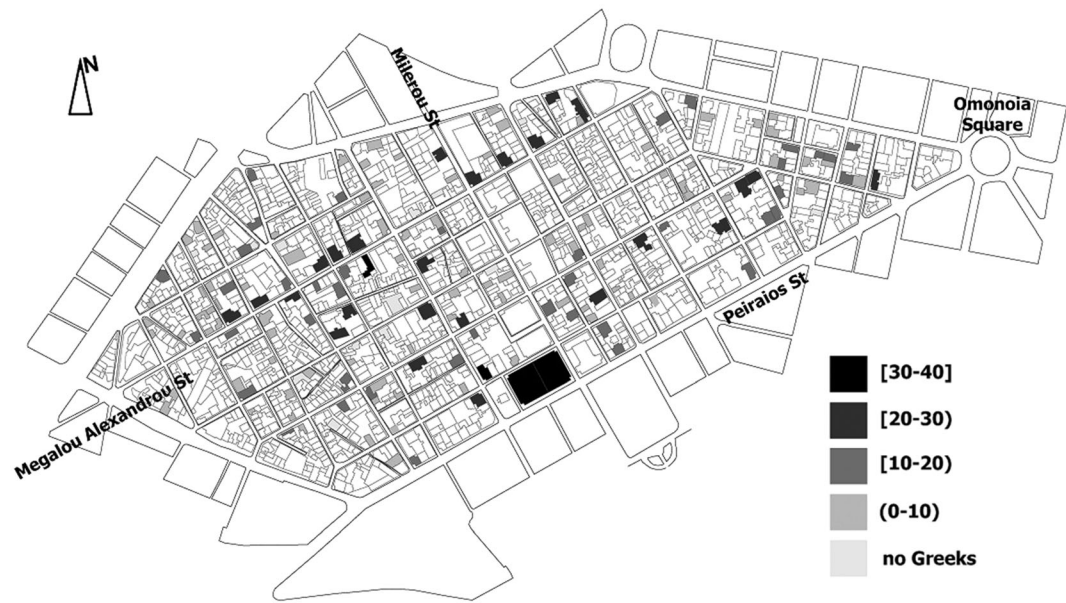 N
Milerou St
Omonoia
Square
Peiraios St
Megalou Alexandrou St
[30-40]
[20-30)
[10-20)
(0-10)
no Greeks